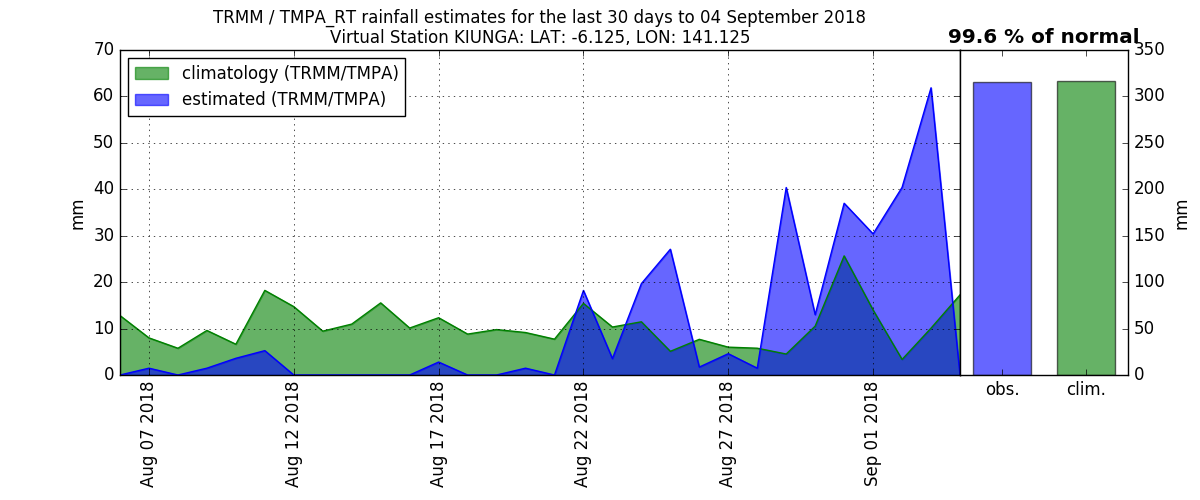 TRMM / TMPA_RT rainfall estimates for the last 30 days to 04 September 2018
Virtual Station KIUNGA: LAT: -6.125, LON: 141.125
99.6 % of normal
climatology (TRMM/TMPA)
estimated (TRMM/TMPA)
70
60
50
40
30
20
10
0
mm
350
300
250
200
150
100
50
0
mm
Aug 07 2018
Aug 12 2018
Aug 17 2018
Aug 22 2018
Aug 27 2018
Sep 01 2018
obs.
clim.